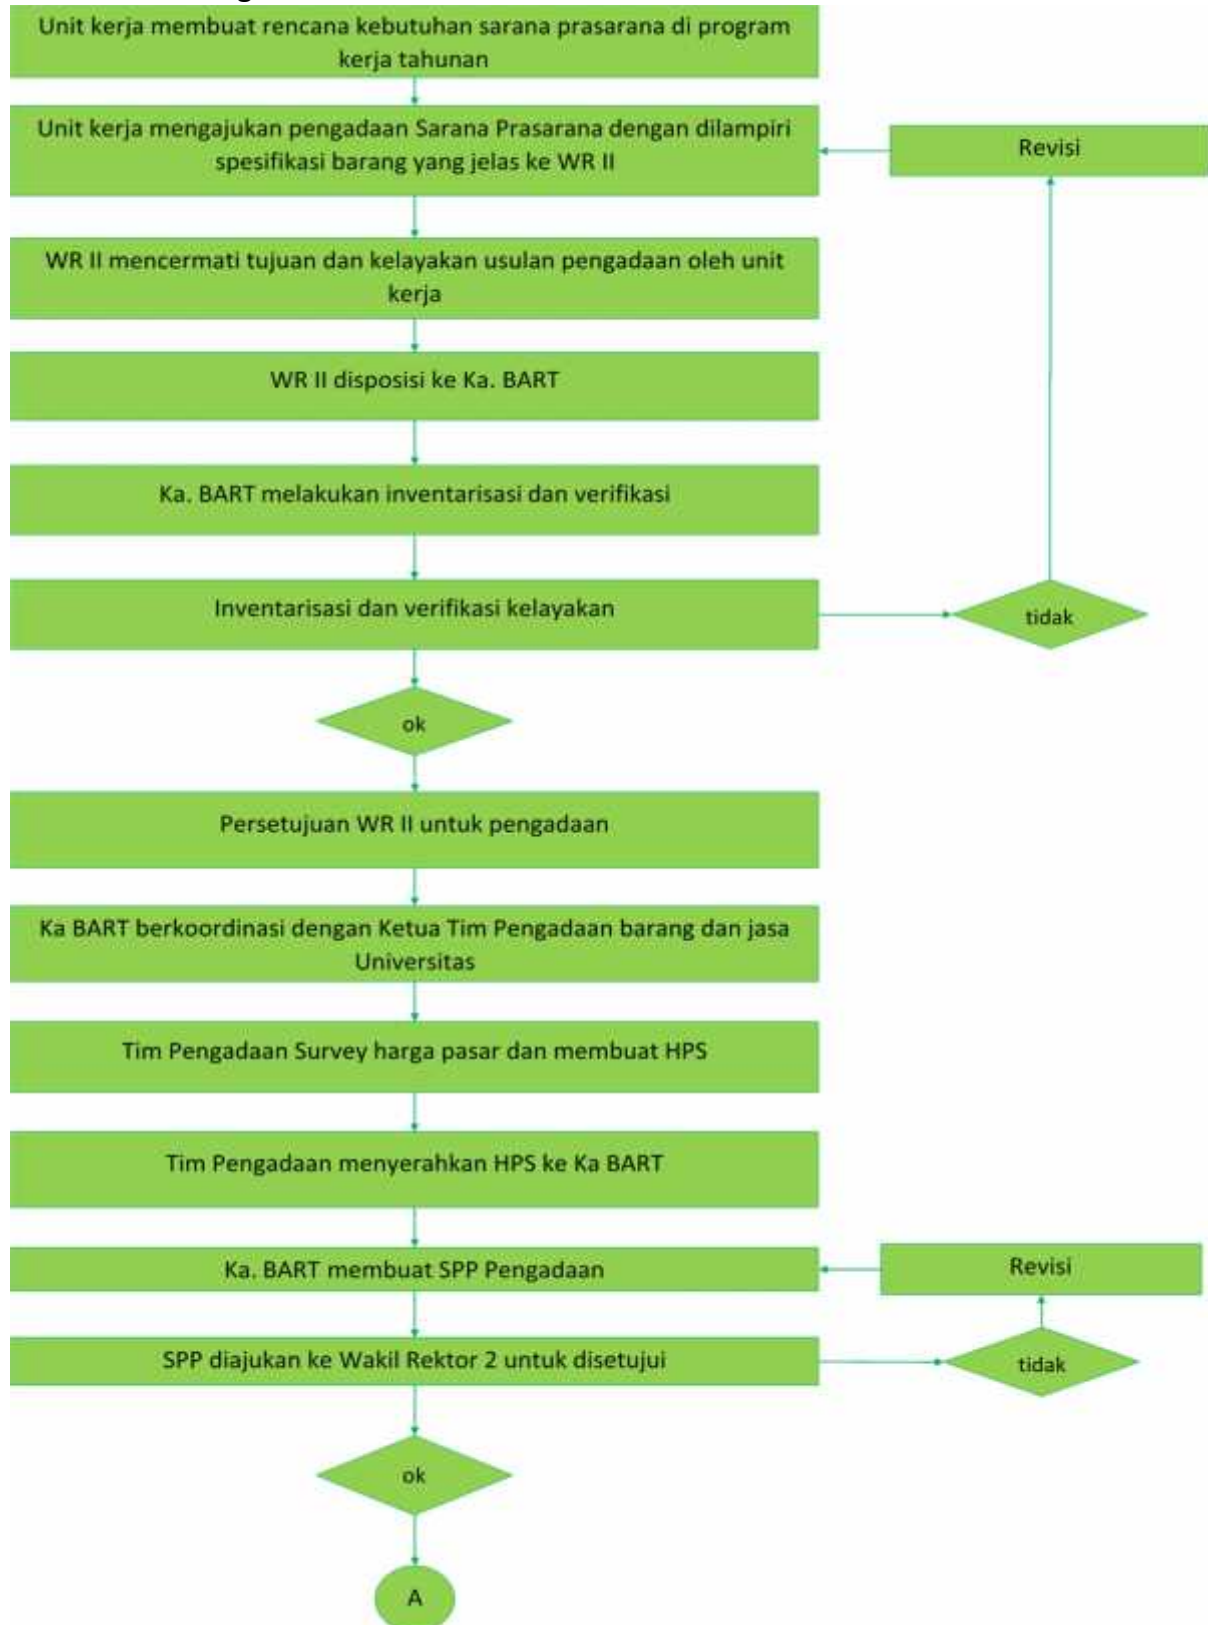 Unit kerja membuat rencana kebutuhan sarana prasarana di program
kerja tahunan
Unit kerja mengajukan pengadaan Sarana Prasarana dengan dilampiri
spesifikasi barang yang jelas ke WR II
Revisi
WR II mencermati tujuan dan kelayakan usulan pengadaan oleh unit
kerja
WR II disposisi ke Ka. BART
Ka. BART melakukan inventarisasi dan verifikasi
Inventarisasi dan verifikasi kelayakan
tidak
ok
Persetujuan WR II untuk pengadaan
Ka BART berkoordinasi dengan Ketua Tim Pengadaan barang dan jasa
Universitas
Tim Pengadaan Survey harga pasar dan membuat HPS
Tim Pengadaan menyerahkan HPS ke Ka BART
Ka. BART membuat SPP Pengadaan
Revisi
SPP diajukan ke Wakil Rektor 2 untuk disetujui
tidak
ok
A